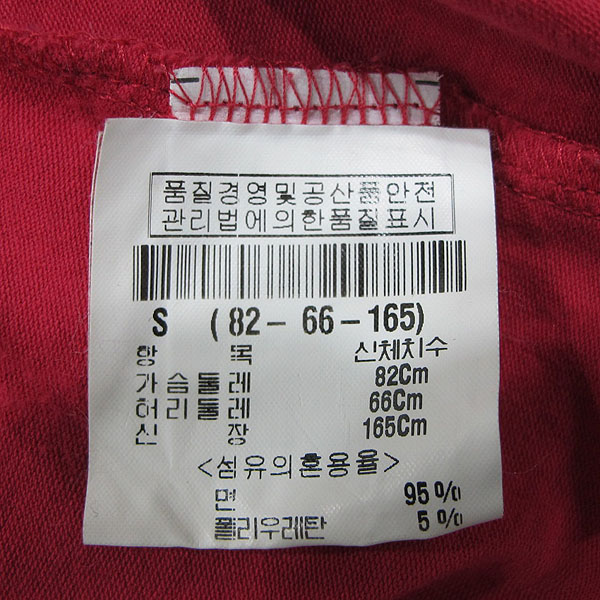 품질경영및공산품안전
관리법에의한품질표시
S (82-66-165)
항 목 신체치수
가슴둘레 82Cm
허리둘레 66Cm
신 장 165Cm
<섬유의혼용율>
면 95%
폴리우레탄 5%